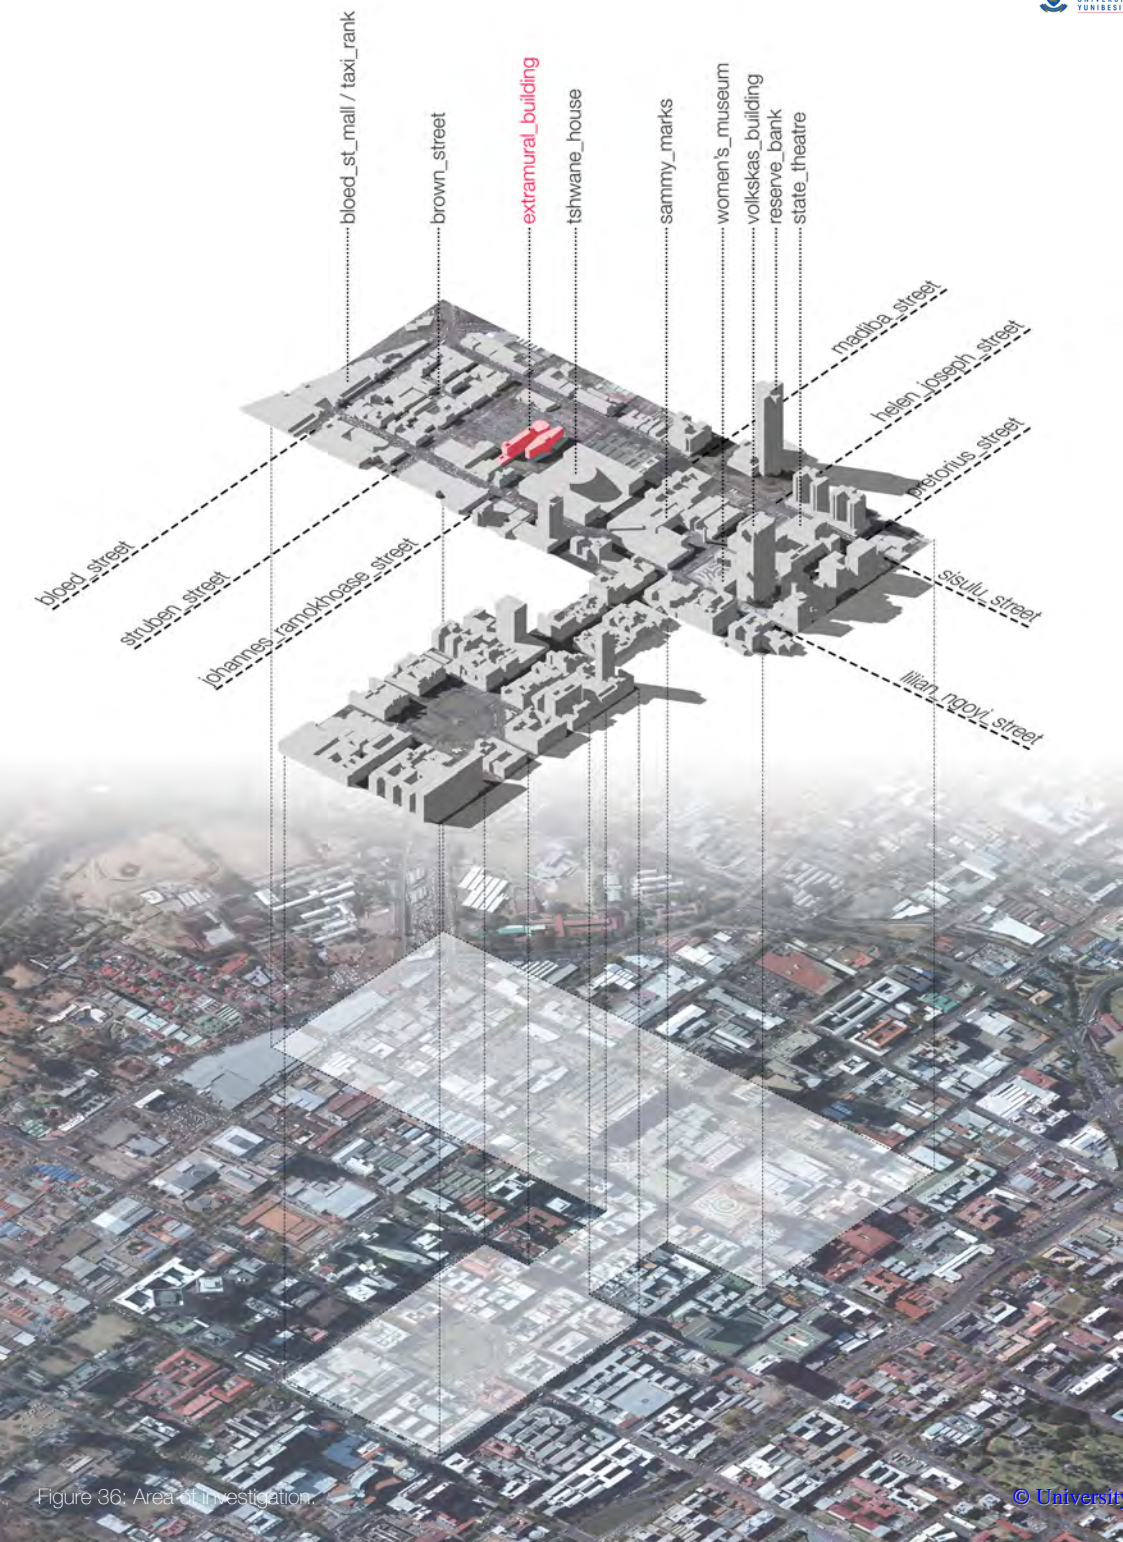 YUNIBESI
bloed_st_mall / taxi_rank
brown_street
extramural_building
tshwane_house
sammy_marks
women's_museum
volkskas_building
reserve_bank
state_theatre
madiba_street
helen_joseph_street
pretorius_street
bloed_street
struben_street
johannes_ramokhoase_street
sisulu_street
lilian_ngoyi_street
Figure 36: Area of investigation.
© University